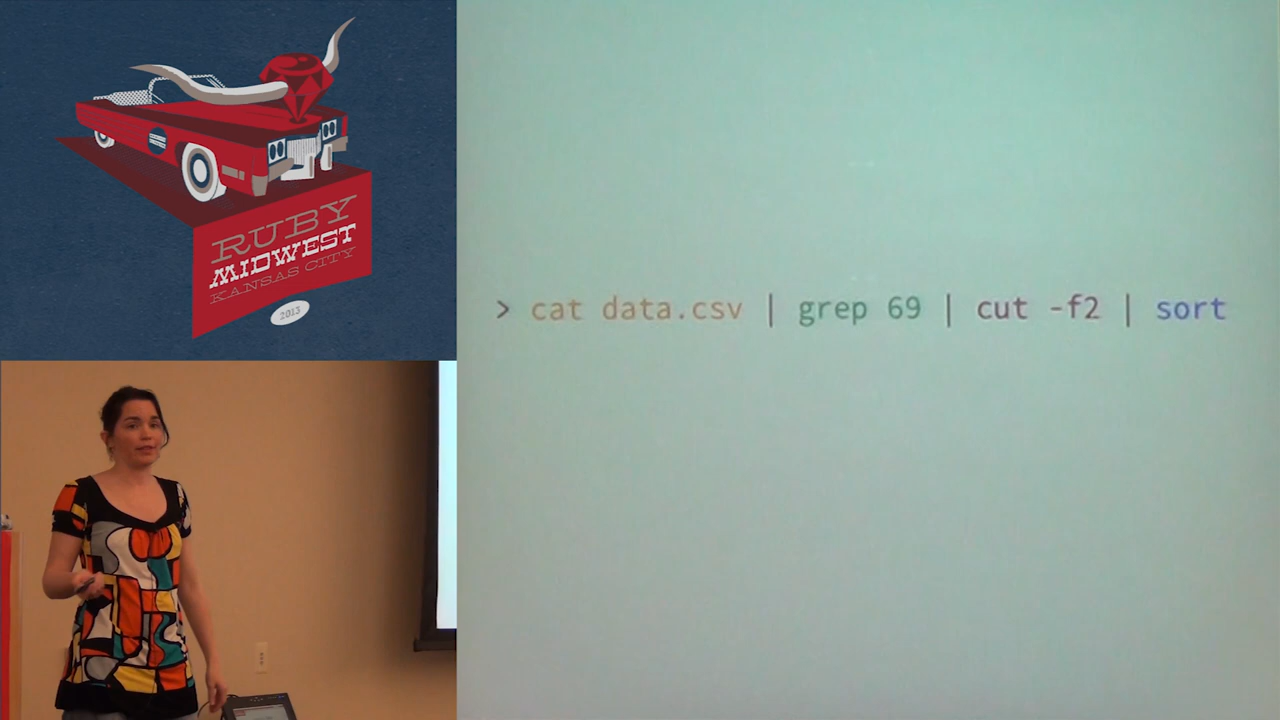 RUBY
MIDWEST
KANSAS CITY
2013
> cat data.csv | grep 69 | cut -f2 | sort